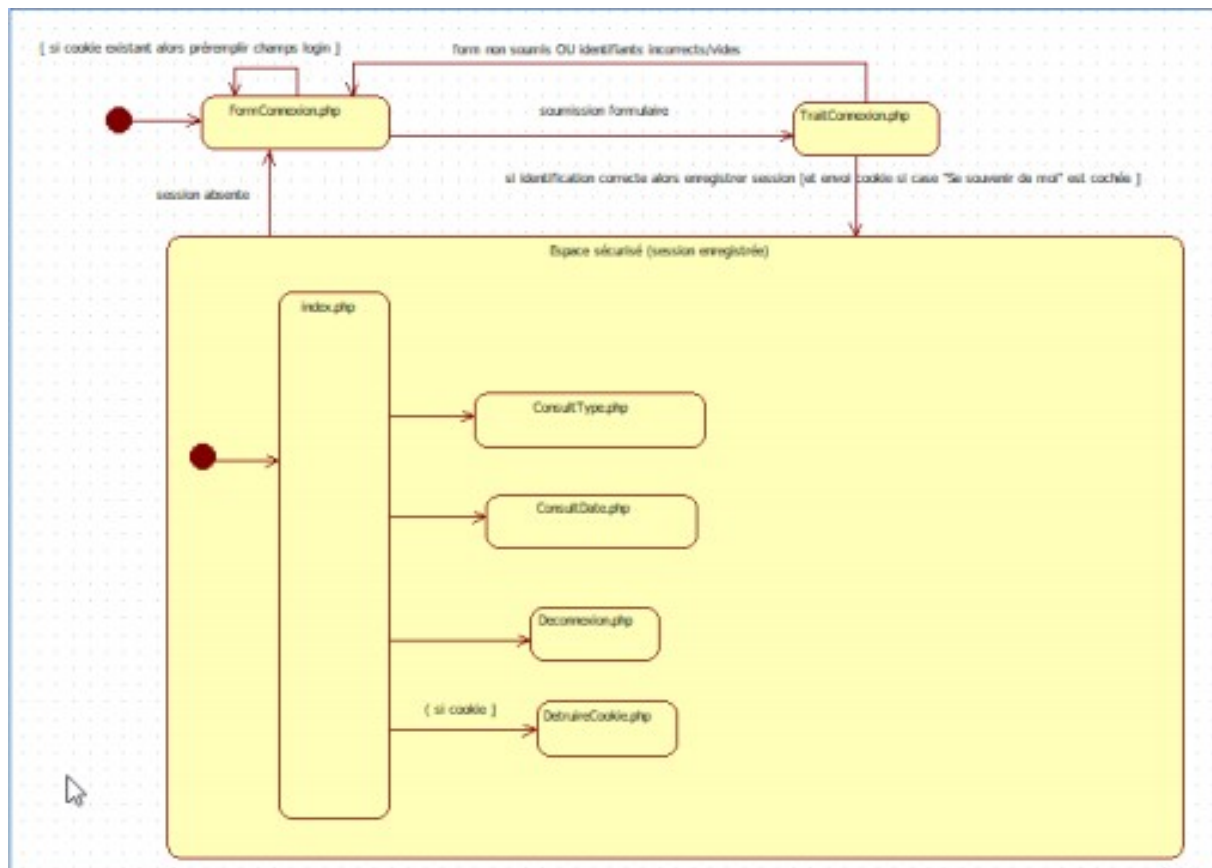 [ si cookie existant alors préremplir champs login ]
form non soumis OU identifiants incorrects/vides
FormConnexion.php
soumission formulaire
TraitConnexion.php
si identification correcte alors enregistrer session [et envoi cookie si case "Se souvenir de moi" est cochée ]
session absente
Espace sécurisé (session enregistrée)
index.php
ConsultType.php
ConsultDate.php
Deconnexion.php
( si cookie ]
DetruireCookie.php